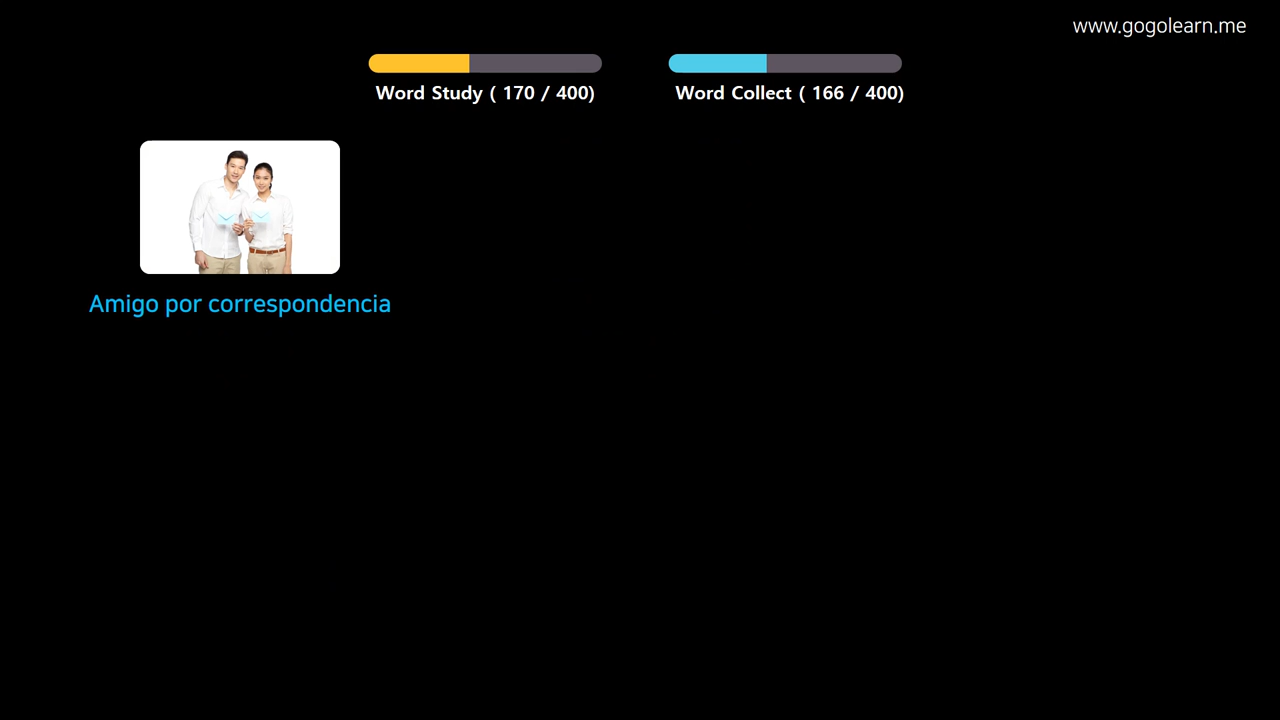 www.gogolearn.me
Word Study ( 170 / 400)
Word Collect ( 166 / 400)
Amigo por correspondencia